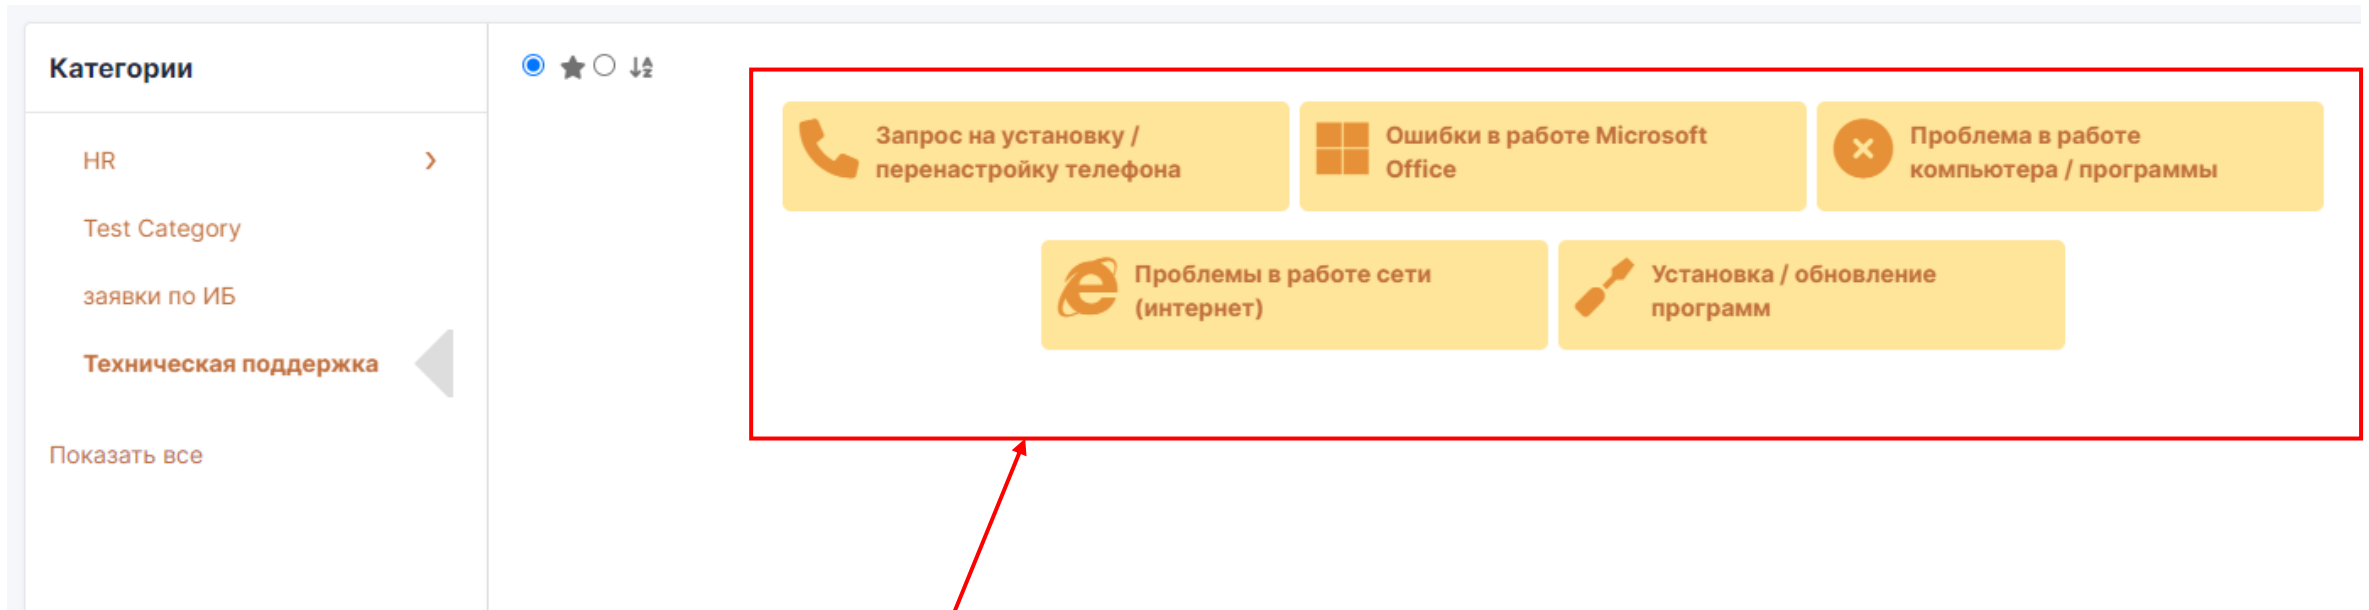 Категории
HR
Test Category
заявки по ИБ
Техническая поддержка
Показать все
Запрос на установку /
перенастройку телефона
Ошибки в работе Microsoft
Office
Проблема в работе
компьютера / программы
Проблемы в работе сети
(интернет)
Установка / обновление
программ